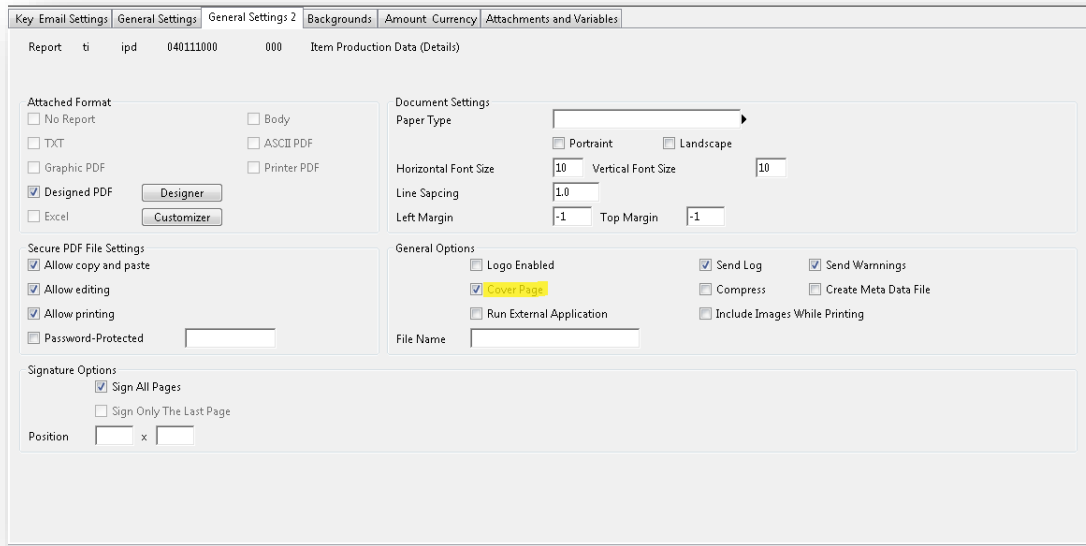 Key Email Settings General Settings General Settings 2 Backgrounds Amount Currency Attachments and Variables
Report ti ipd 040111000 000 Item Production Data (Details)
Attached Format
No Report Body
TXT ASCII PDF
Graphic PDF Printer PDF
Designed PDF Designer
Excel Customizer
Document Settings
Paper Type
Portraint Landscape
Horizontal Font Size 10 Vertical Font Size 10
Line Sapcing 1.0
Left Margin -1 Top Margin -1
Secure PDF File Settings
Allow copy and paste
Allow editing
Allow printing
Password-Protected
General Options
Logo Enabled Send Log Send Warnnings
Cover Page Compress Create Meta Data File
Run External Application Include Images While Printing
File Name
Signature Options
Sign All Pages
Sign Only The Last Page
Position x